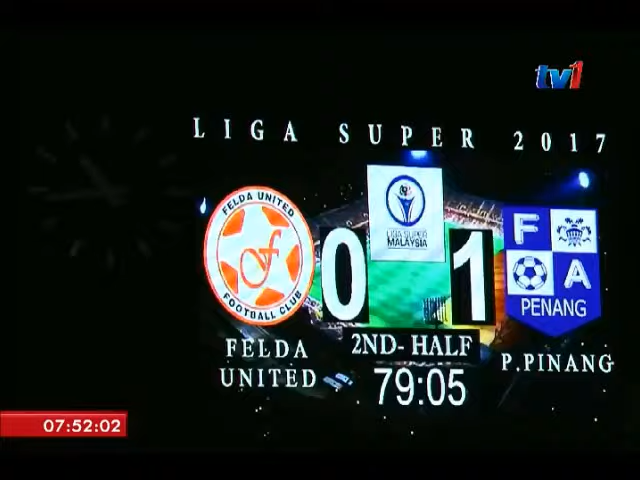 tv1
LIGA SUPER 2017
FELDA UNITED
FOOTBALL CLUB
0
LIGA SUPER
MALAYSIA
1
F
A
PENANG
FELDA
UNITED
2ND- HALF
79:05
P.PINANG
07:52:02